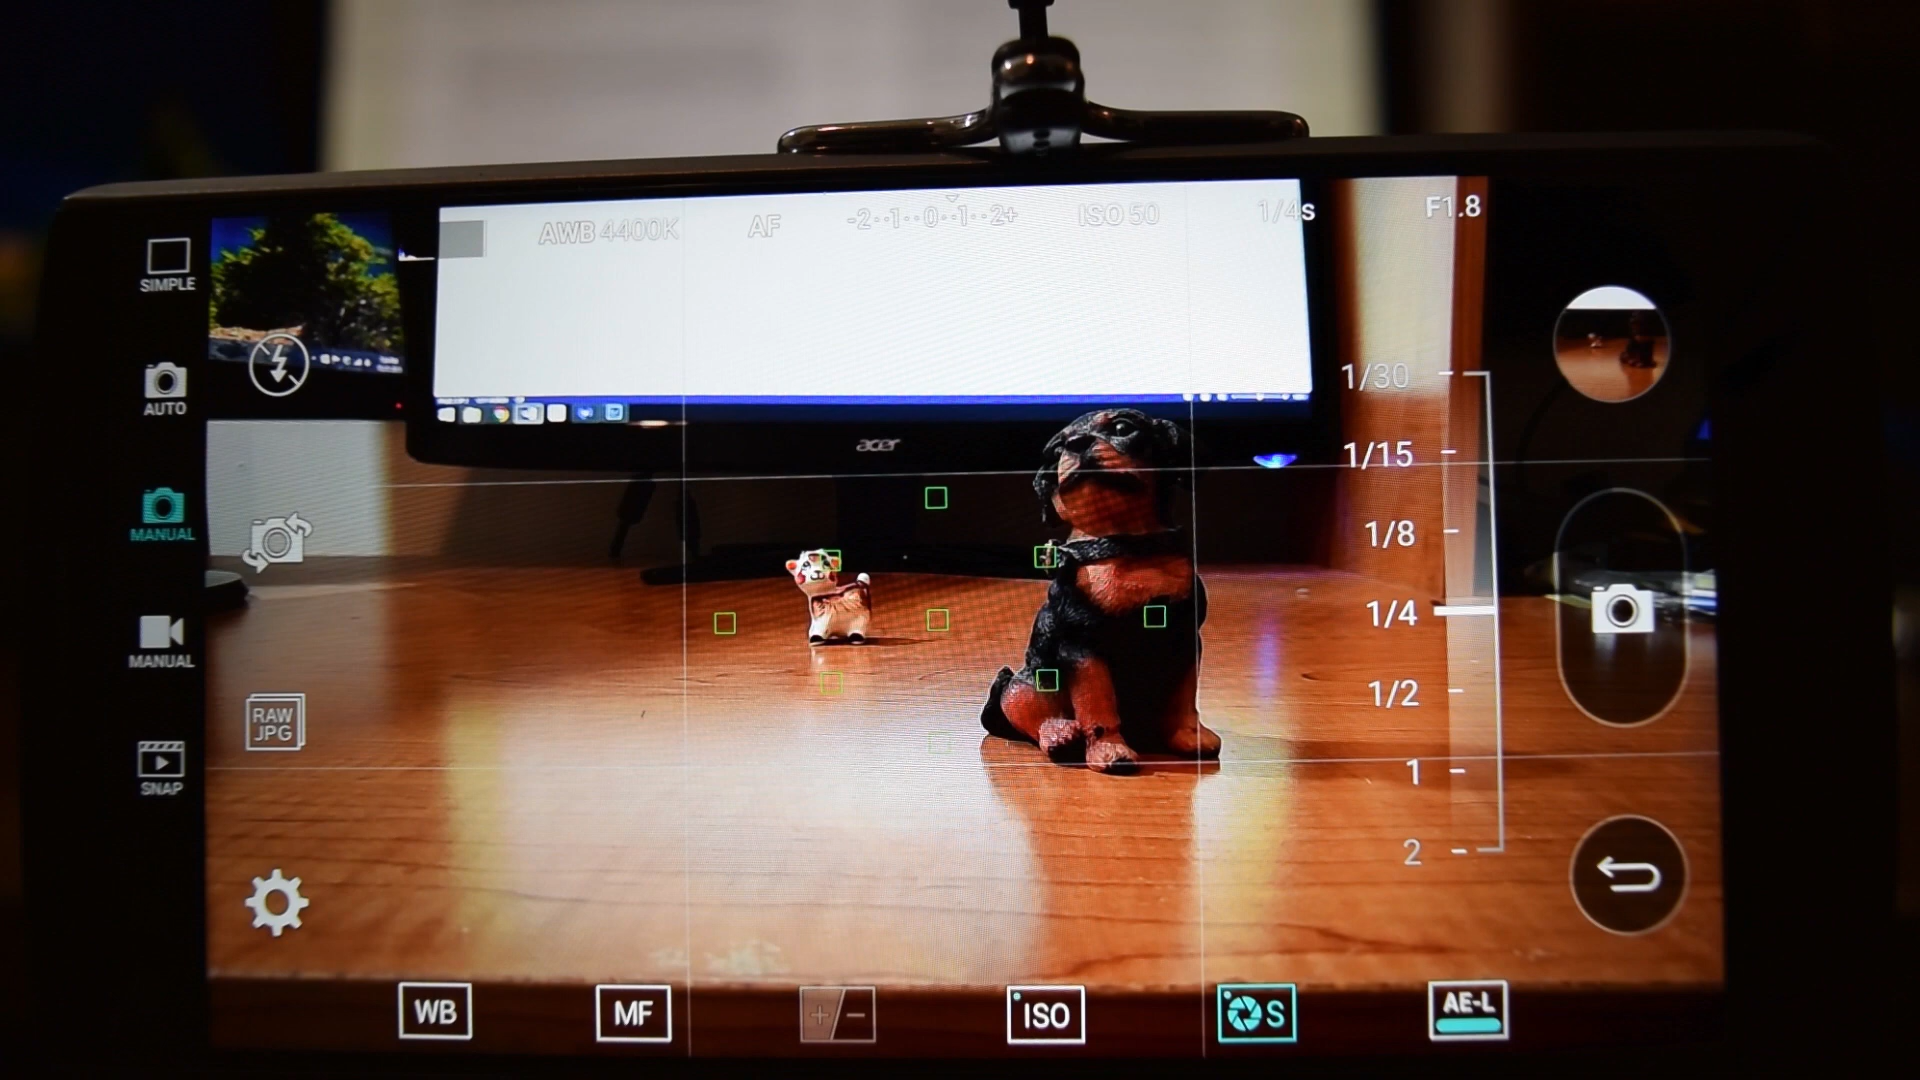 AWB 4400K AF -2··1··0··1··2+ ISO 50 1/4s F1.8
SIMPLE
AUTO
MANUAL
MANUAL
RAW
JPG
SNAP
acer
1/30
1/15
1/8
1/4
1/2
1
2
WB MF +/- ISO S AE-L